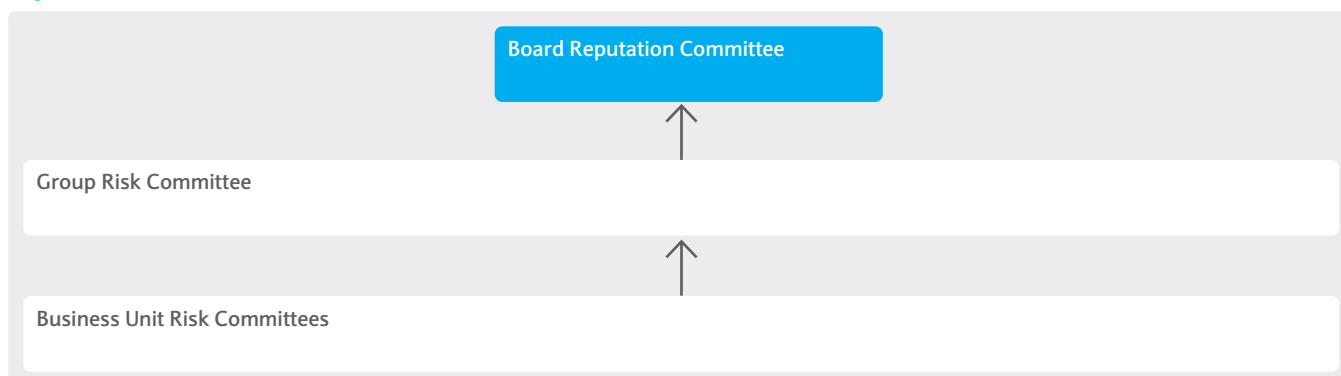 Board Reputation Committee
Group Risk Committee
Business Unit Risk Committees